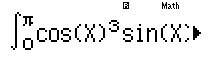 R Math
∫₀^π cos(X)³sin(X)▶